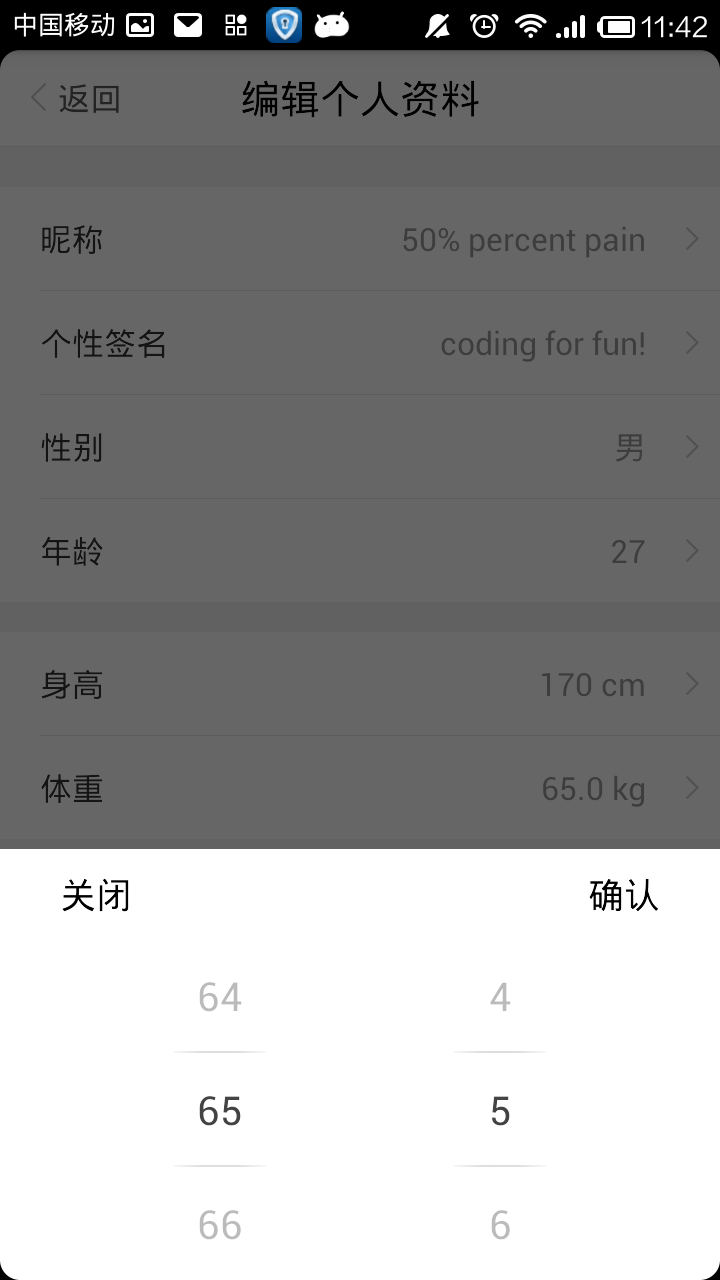 中国移动 11:42
返回 编辑个人资料
昵称 50% percent pain
个性签名 coding for fun!
性别 男
年龄 27
身高 170 cm
体重 65.0 kg
关闭 确认
64 4
65 5
66 6